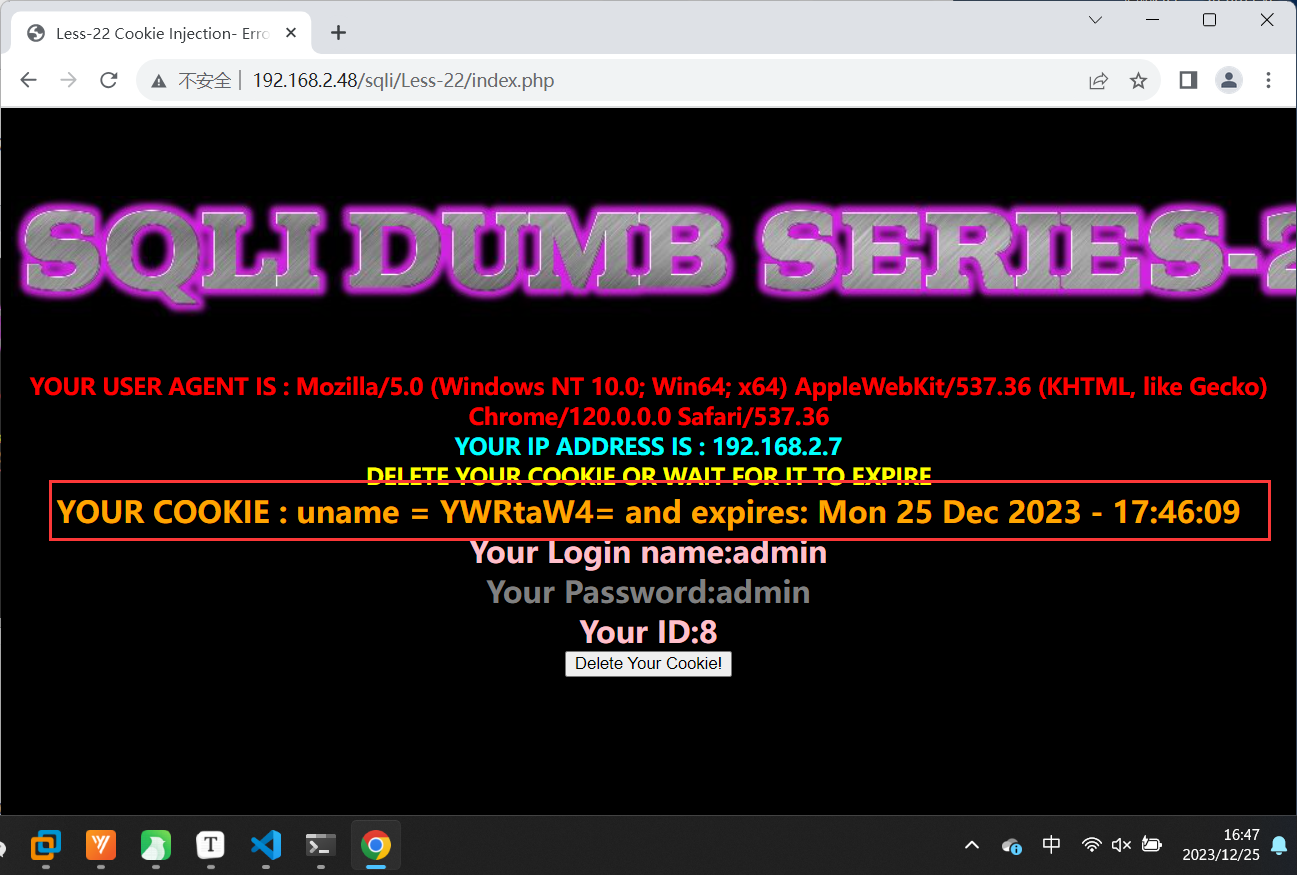 Less-22 Cookie Injection- Erro
不安全 192.168.2.48/sqli/Less-22/index.php
SQLI DUMB SERIES-2
YOUR USER AGENT IS : Mozilla/5.0 (Windows NT 10.0; Win64; x64) AppleWebKit/537.36 (KHTML, like Gecko)
Chrome/120.0.0.0 Safari/537.36
YOUR IP ADDRESS IS : 192.168.2.7
DELETE YOUR COOKIE OR WAIT FOR IT TO EXPIRE
YOUR COOKIE : uname = YWRtaW4= and expires: Mon 25 Dec 2023 - 17:46:09
Your Login name:admin
Your Password:admin
Your ID:8
Delete Your Cookie!
T
中
16:47
2023/12/25